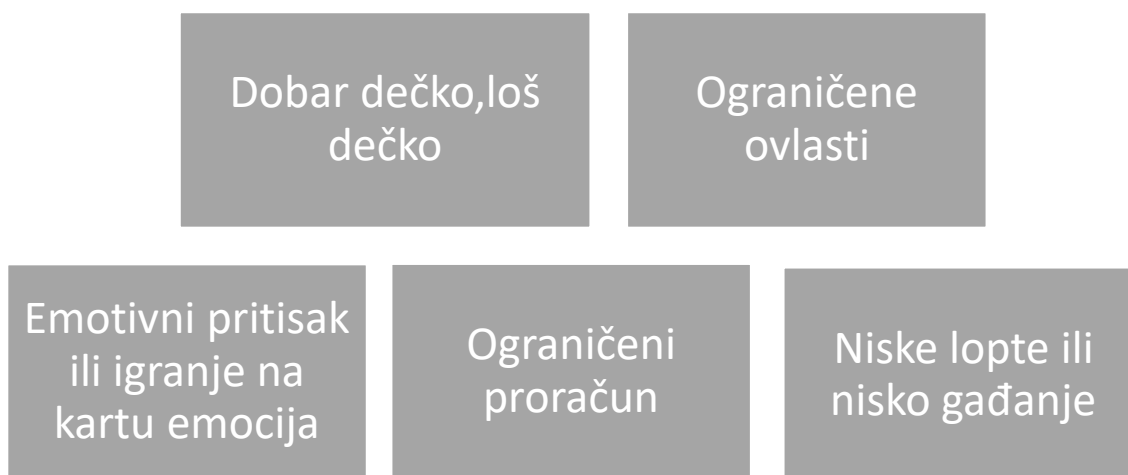 Dobar dečko,loš
dečko
Ograničene
ovlasti
Emotivni pritisak
ili igranje na
kartu emocija
Ograničeni
proračun
Niske lopte ili
nisko gađanje